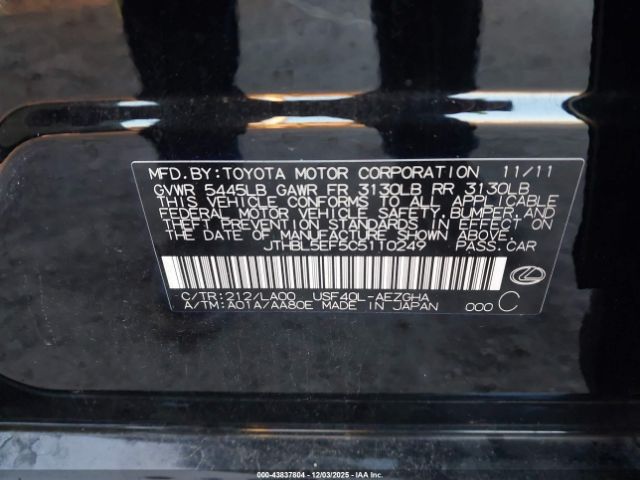 MFD.BY:TOYOTA MOTOR CORPORATION 11/11
GVWR 5445LB GAWR FR 3130LB RR 3130LB
THIS VEHICLE CONFORMS TO ALL APPLICABLE
FEDERAL MOTOR VEHICLE SAFETY,BUMPER,AND
THEFT PREVENTION STANDARDS IN EFFECT ON
THE DATE OF MANUFACTURE SHOWN ABOVE.
JTHBL5EF5C5110249 PASS.CAR
C/TR:212/LA00 USF40L-AEZGHA
A/TM:A01A/AA80E MADE IN JAPAN 000 C
000-43837804 - 12/03/2025 - IAAI.COM